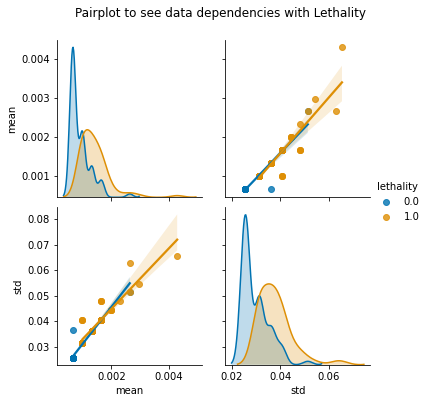 Pairplot to see data dependencies with Lethality
0.004
0.003
0.002
0.001
mean
lethality
0.0
1.0
0.08
0.07
0.06
0.05
0.04
0.03
std
0.002
0.004
mean
0.02
0.04
0.06
std